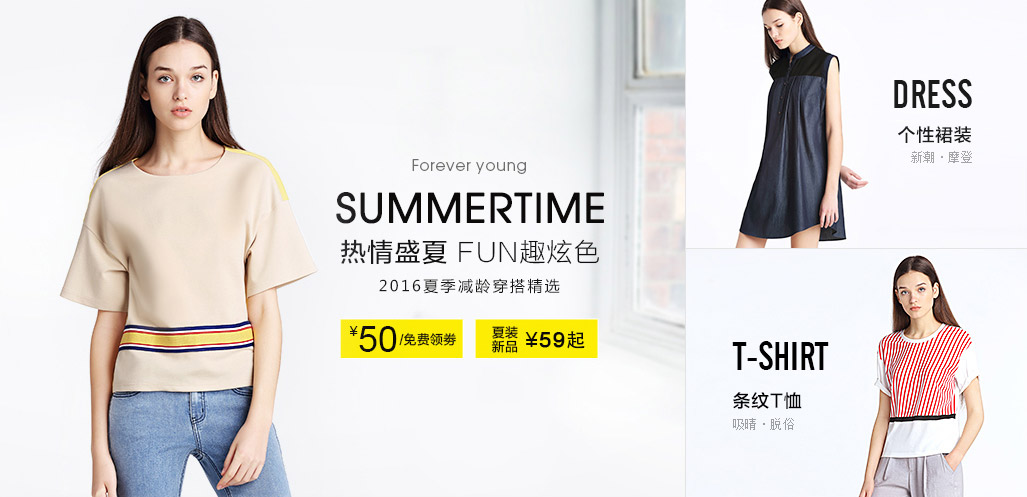 Forever young
SUMMERTIME
热情盛夏 FUN趣炫色
2016夏季减龄穿搭精选
¥50/免费领券
夏装
新品 ¥59起
DRESS
个性裙装
新潮·摩登
T-SHIRT
条纹T恤
吸晴·脱俗